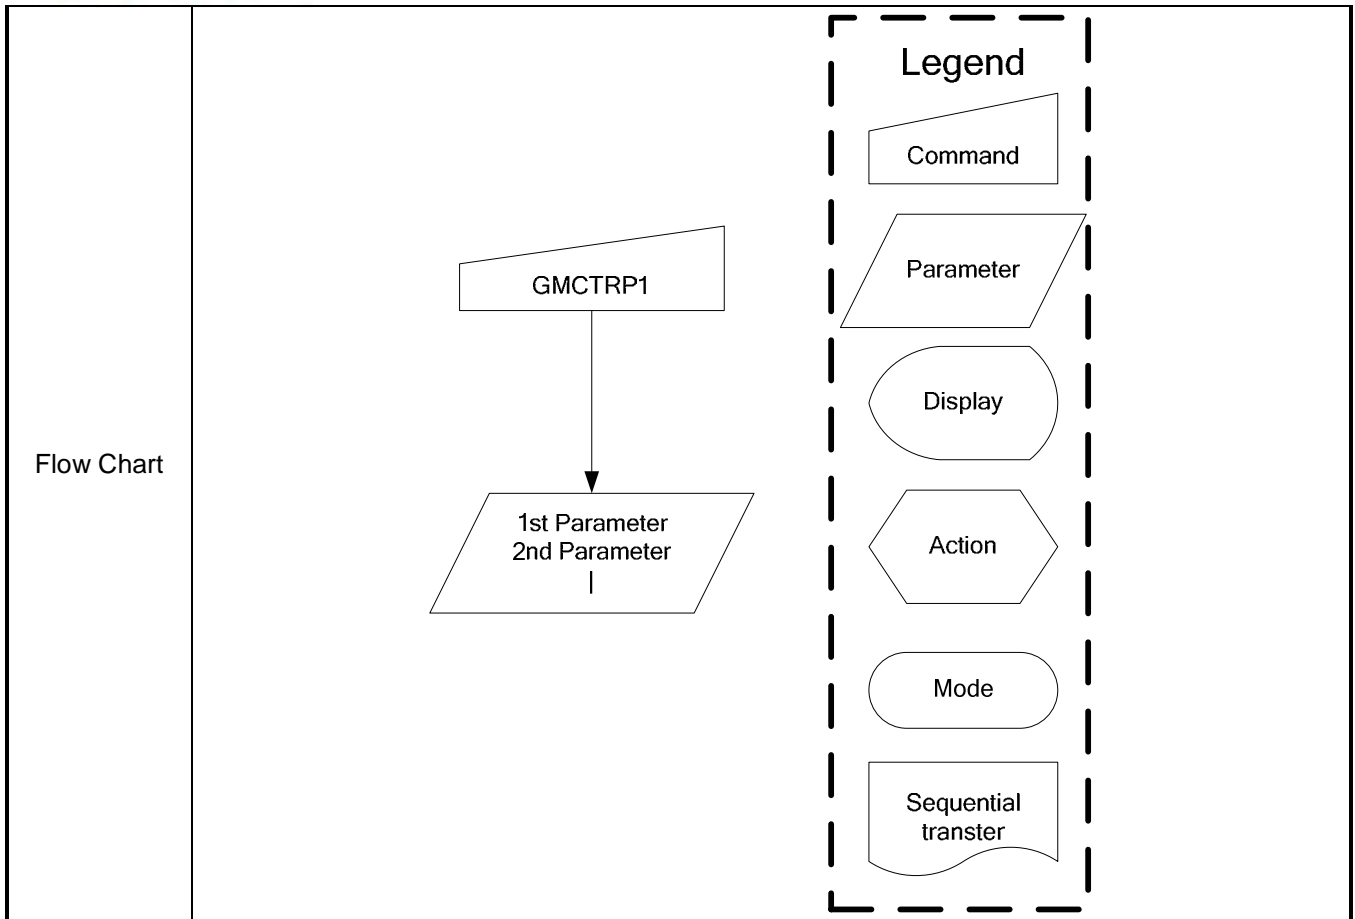 Flow Chart
GMCTRP1
1st Parameter
2nd Parameter
|
Legend
Command
Parameter
Display
Action
Mode
Sequential
transter